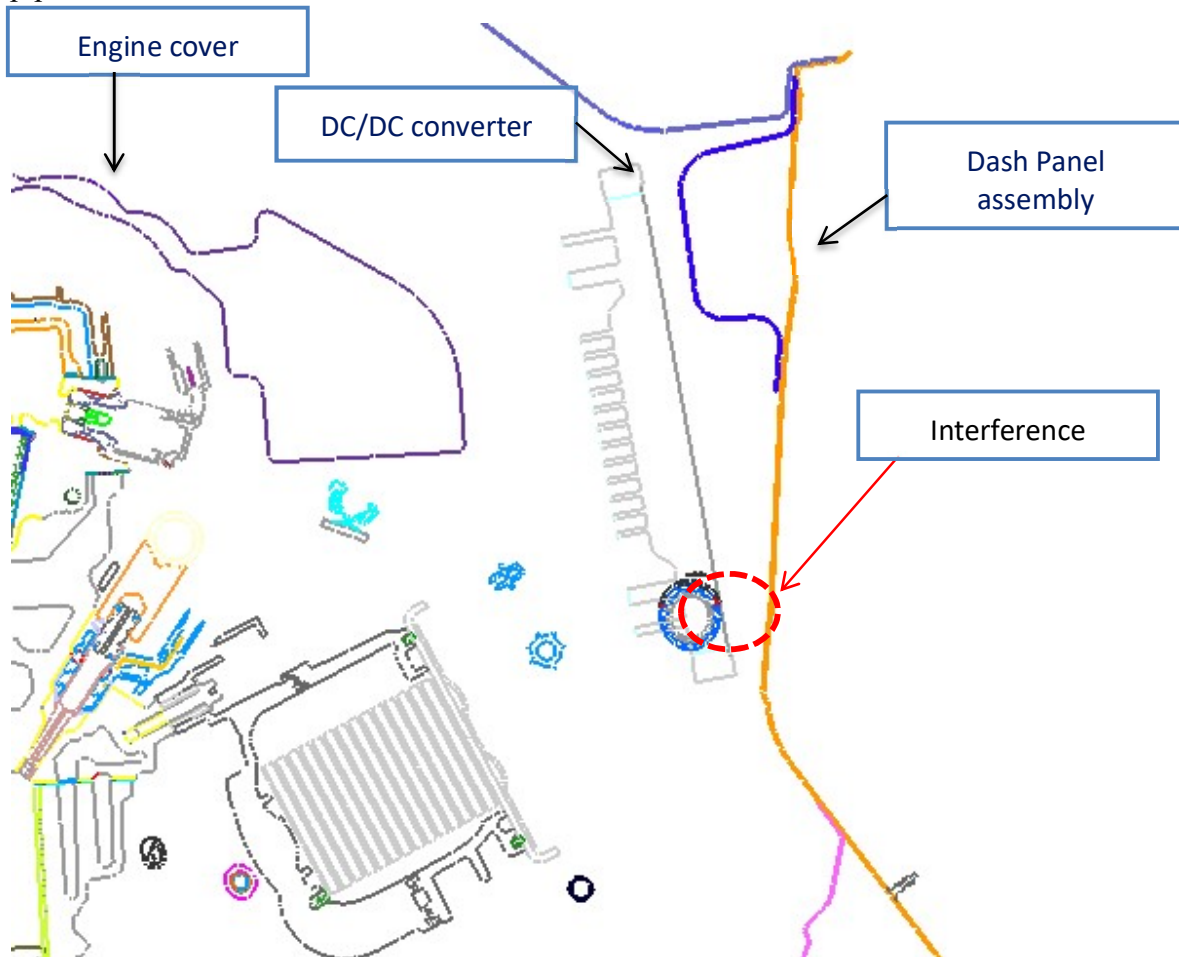 Engine cover
DC/DC converter
Dash Panel
assembly
Interference